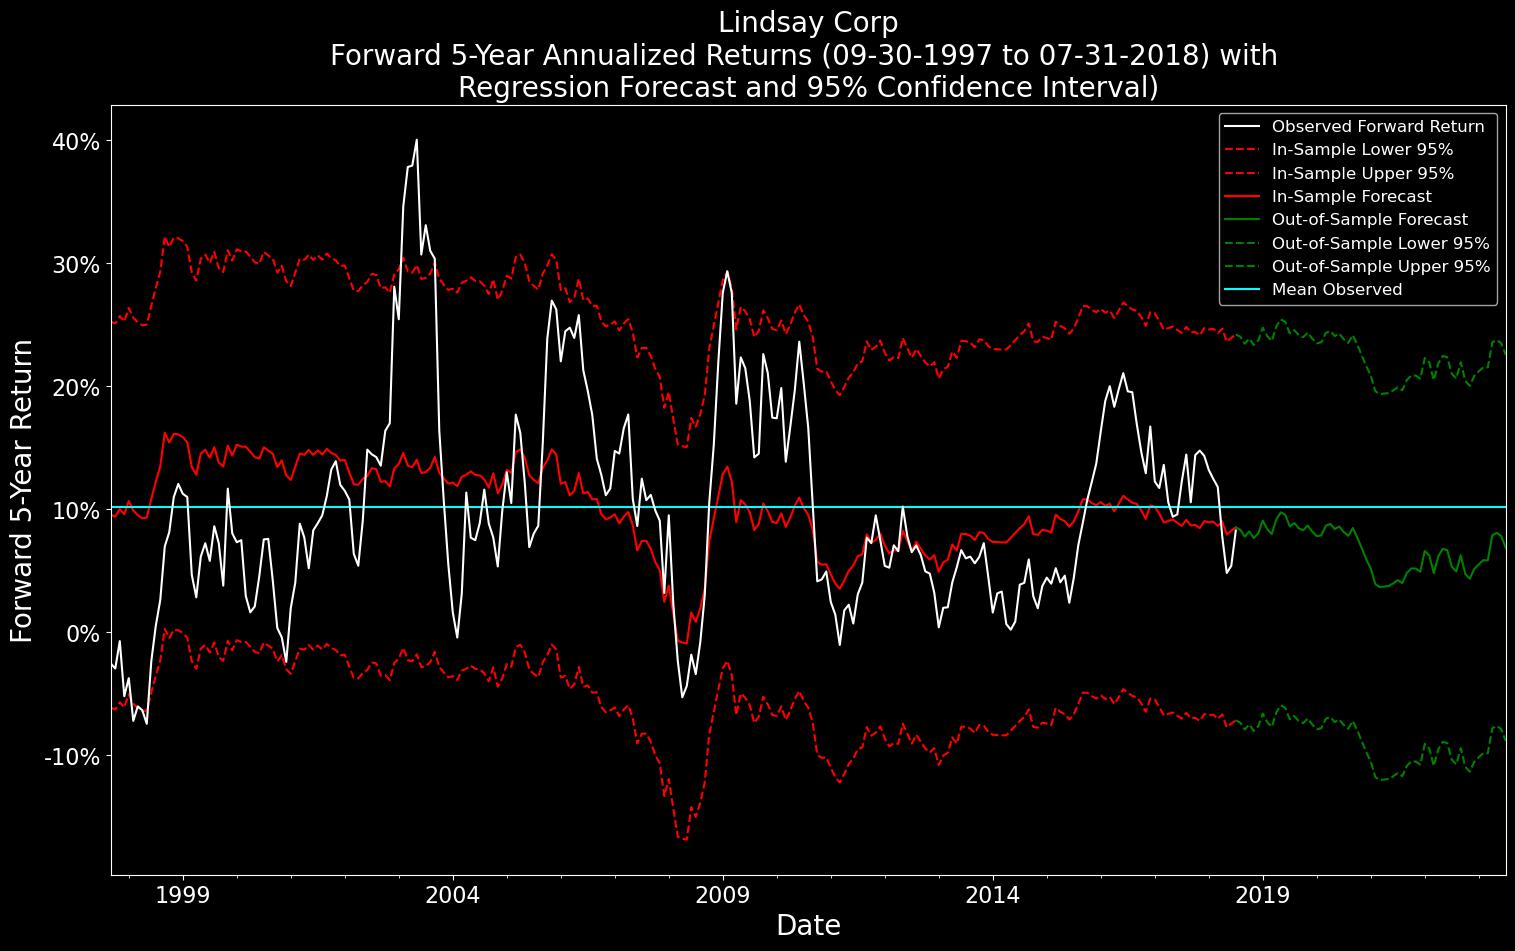 Lindsay Corp
Forward 5-Year Annualized Returns (09-30-1997 to 07-31-2018) with
Regression Forecast and 95% Confidence Interval)
Observed Forward Return
In-Sample Lower 95%
In-Sample Upper 95%
In-Sample Forecast
Out-of-Sample Forecast
Out-of-Sample Lower 95%
Out-of-Sample Upper 95%
Mean Observed
Forward 5-Year Return
40%
30%
20%
10%
0%
-10%
1999
2004
2009
2014
2019
Date